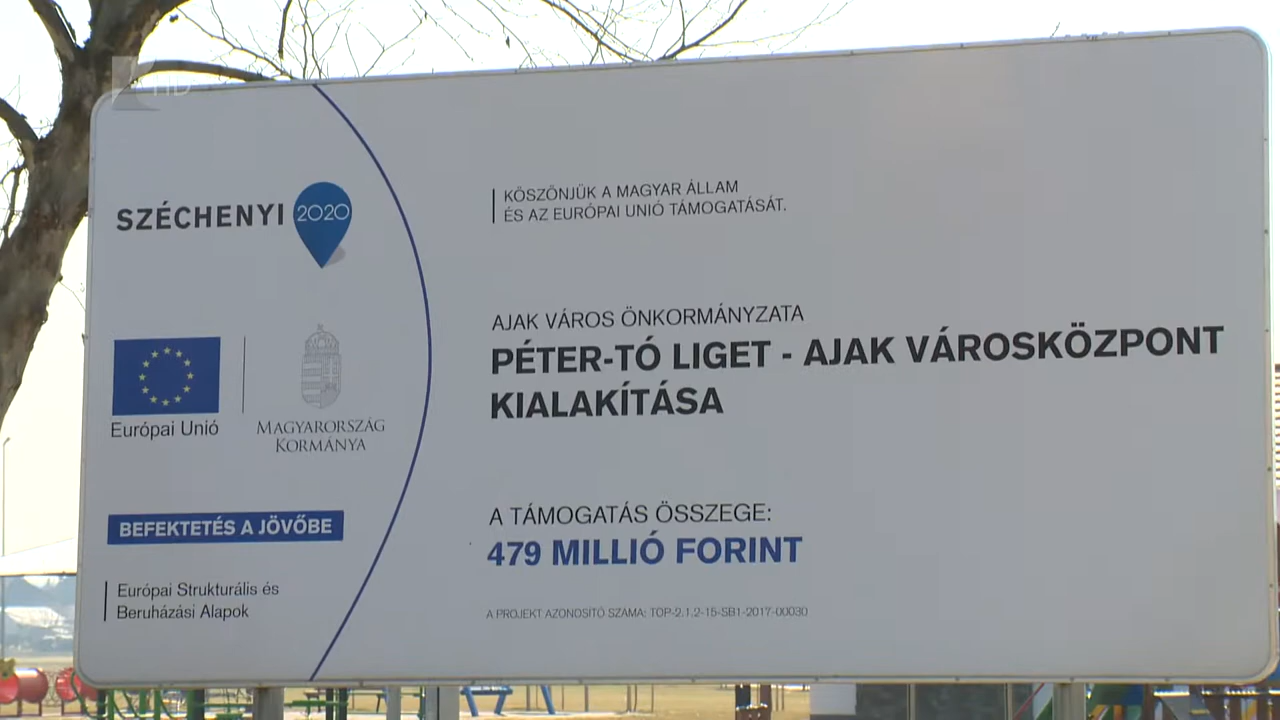 HD
SZÉCHENYI 2020
Európai Unió
MAGYARORSZÁG
KORMÁNYA
BEFEKTETÉS A JÖVŐBE
Európai Strukturális és
Beruházási Alapok
KÖSZÖNJÜK A MAGYAR ÁLLAM
ÉS AZ EURÓPAI UNIÓ TÁMOGATÁSÁT.
AJAK VÁROS ÖNKORMÁNYZATA
PÉTER-TÓ LIGET - AJAK VÁROSKÖZPONT
KIALAKÍTÁSA
A TÁMOGATÁS ÖSSZEGE:
479 MILLIÓ FORINT
A PROJEKT AZONOSÍTÓ SZÁMA: TOP-2.1.2-15-SB1-2017-00030